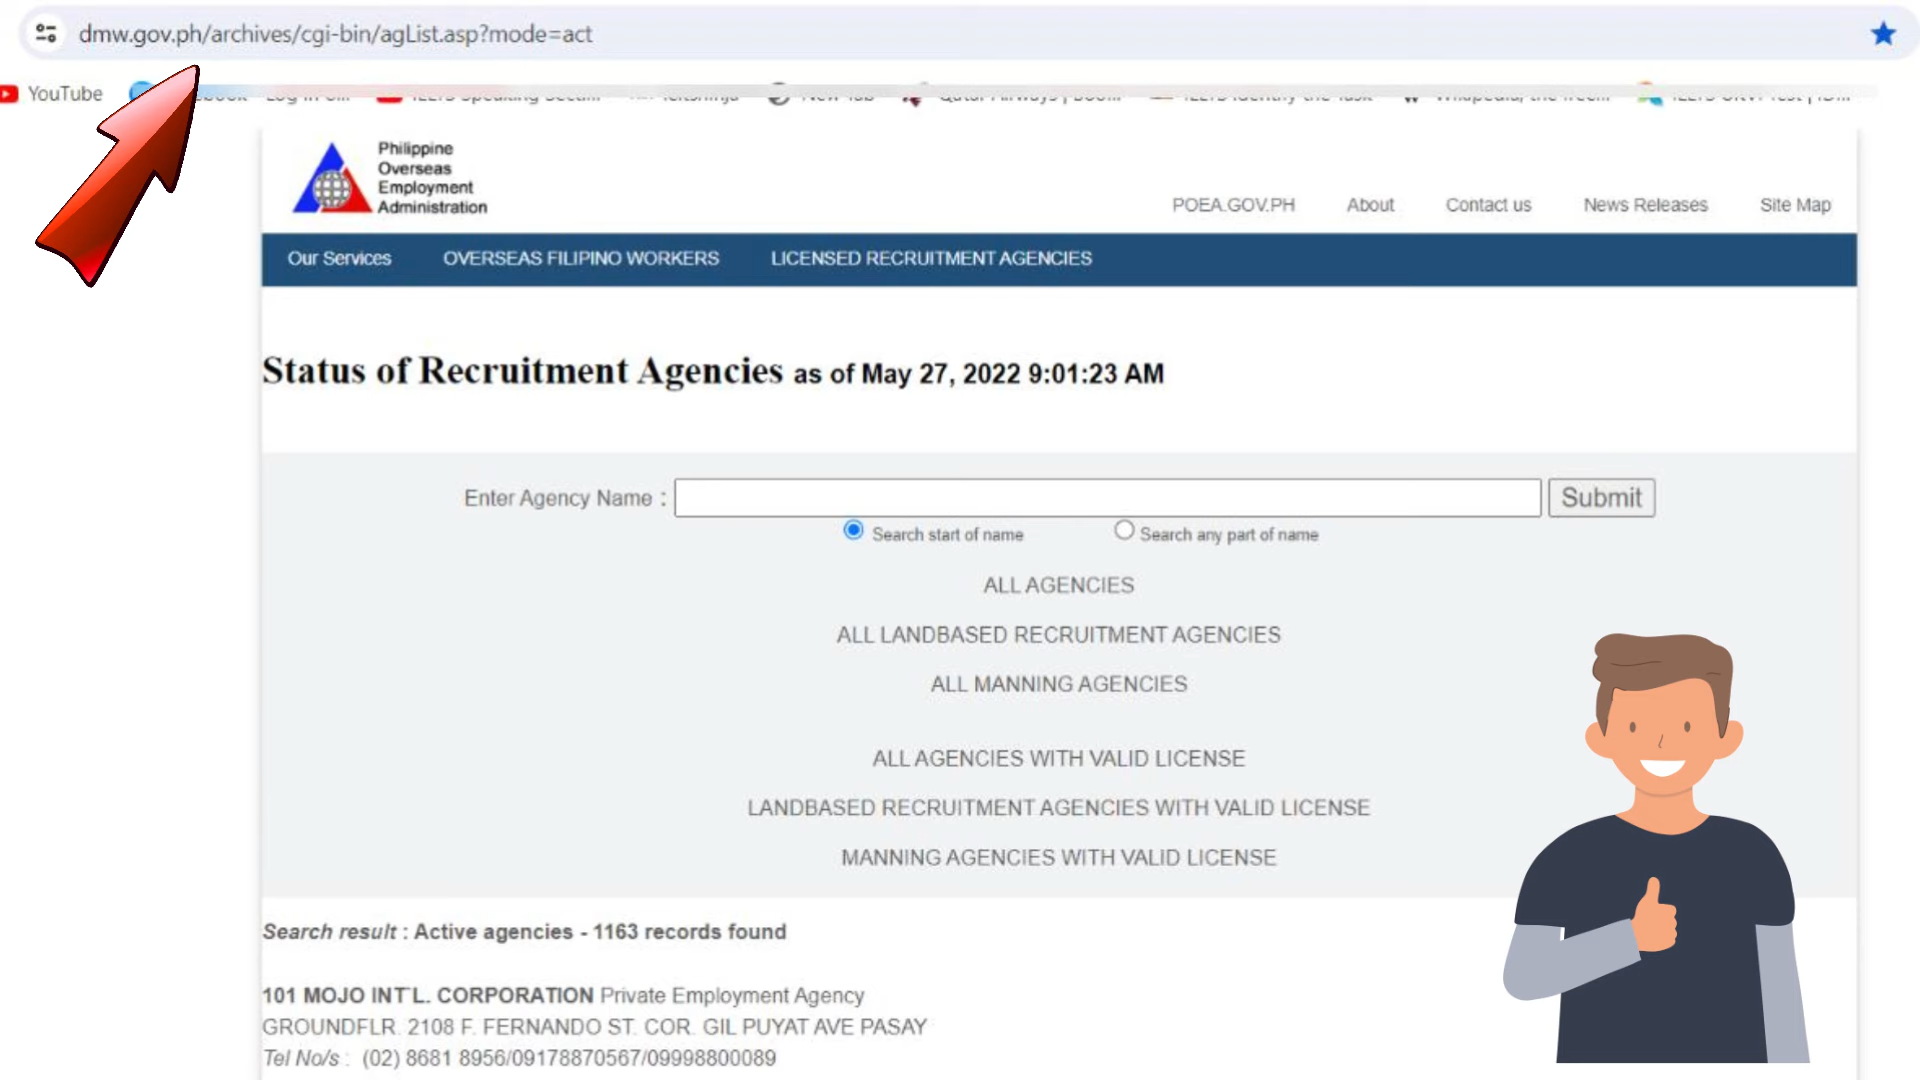 dmw.gov.ph/archives/cgi-bin/agList.asp?mode=act
YouTube
Philippine
Overseas
Employment
Administration
POEA.GOV.PH About Contact us News Releases Site Map
Our Services OVERSEAS FILIPINO WORKERS LICENSED RECRUITMENT AGENCIES
Status of Recruitment Agencies as of May 27, 2022 9:01:23 AM
Enter Agency Name : Submit
Search start of name Search any part of name
ALL AGENCIES
ALL LANDBASED RECRUITMENT AGENCIES
ALL MANNING AGENCIES
ALL AGENCIES WITH VALID LICENSE
LANDBASED RECRUITMENT AGENCIES WITH VALID LICENSE
MANNING AGENCIES WITH VALID LICENSE
Search result : Active agencies - 1163 records found
101 MOJO INT'L. CORPORATION Private Employment Agency
GROUNDFLR. 2108 F. FERNANDO ST. COR. GIL PUYAT AVE PASAY
Tel No/s : (02) 8681 8956/09178870567/09998800089